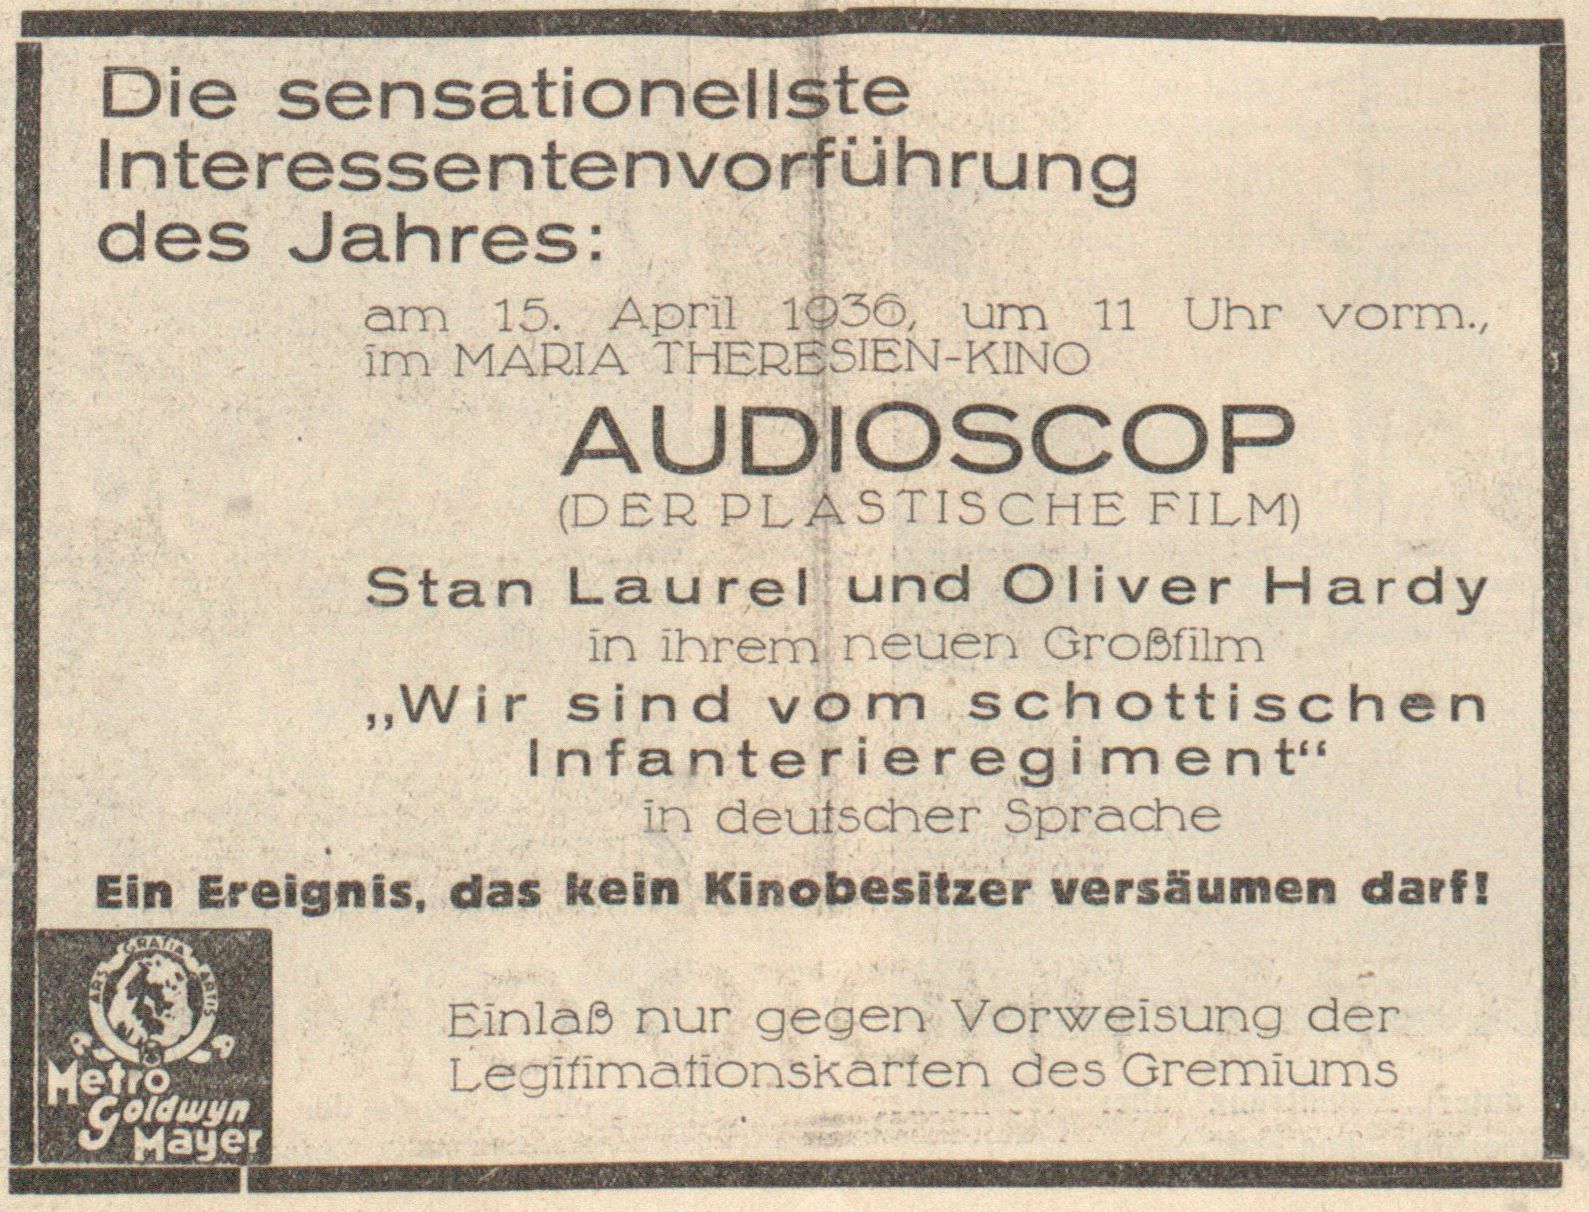 Die sensationellste
Interessentenvorführung
des Jahres:
am 15. April 1936, um 11 Uhr vorm.,
im MARIA THERESIEN-KINO
AUDIOSCOP
(DER PLASTISCHE FILM)
Stan Laurel und Oliver Hardy
in ihrem neuen Großfilm
„Wir sind vom schottischen
Infanterieregiment“
in deutscher Sprache
Ein Ereignis, das kein Kinobesitzer versäumen darf!
ARS GRATIA ARTIS
Metro
Goldwyn
Mayer
Einlaß nur gegen Vorweisung der
Legitimationskarten des Gremiums